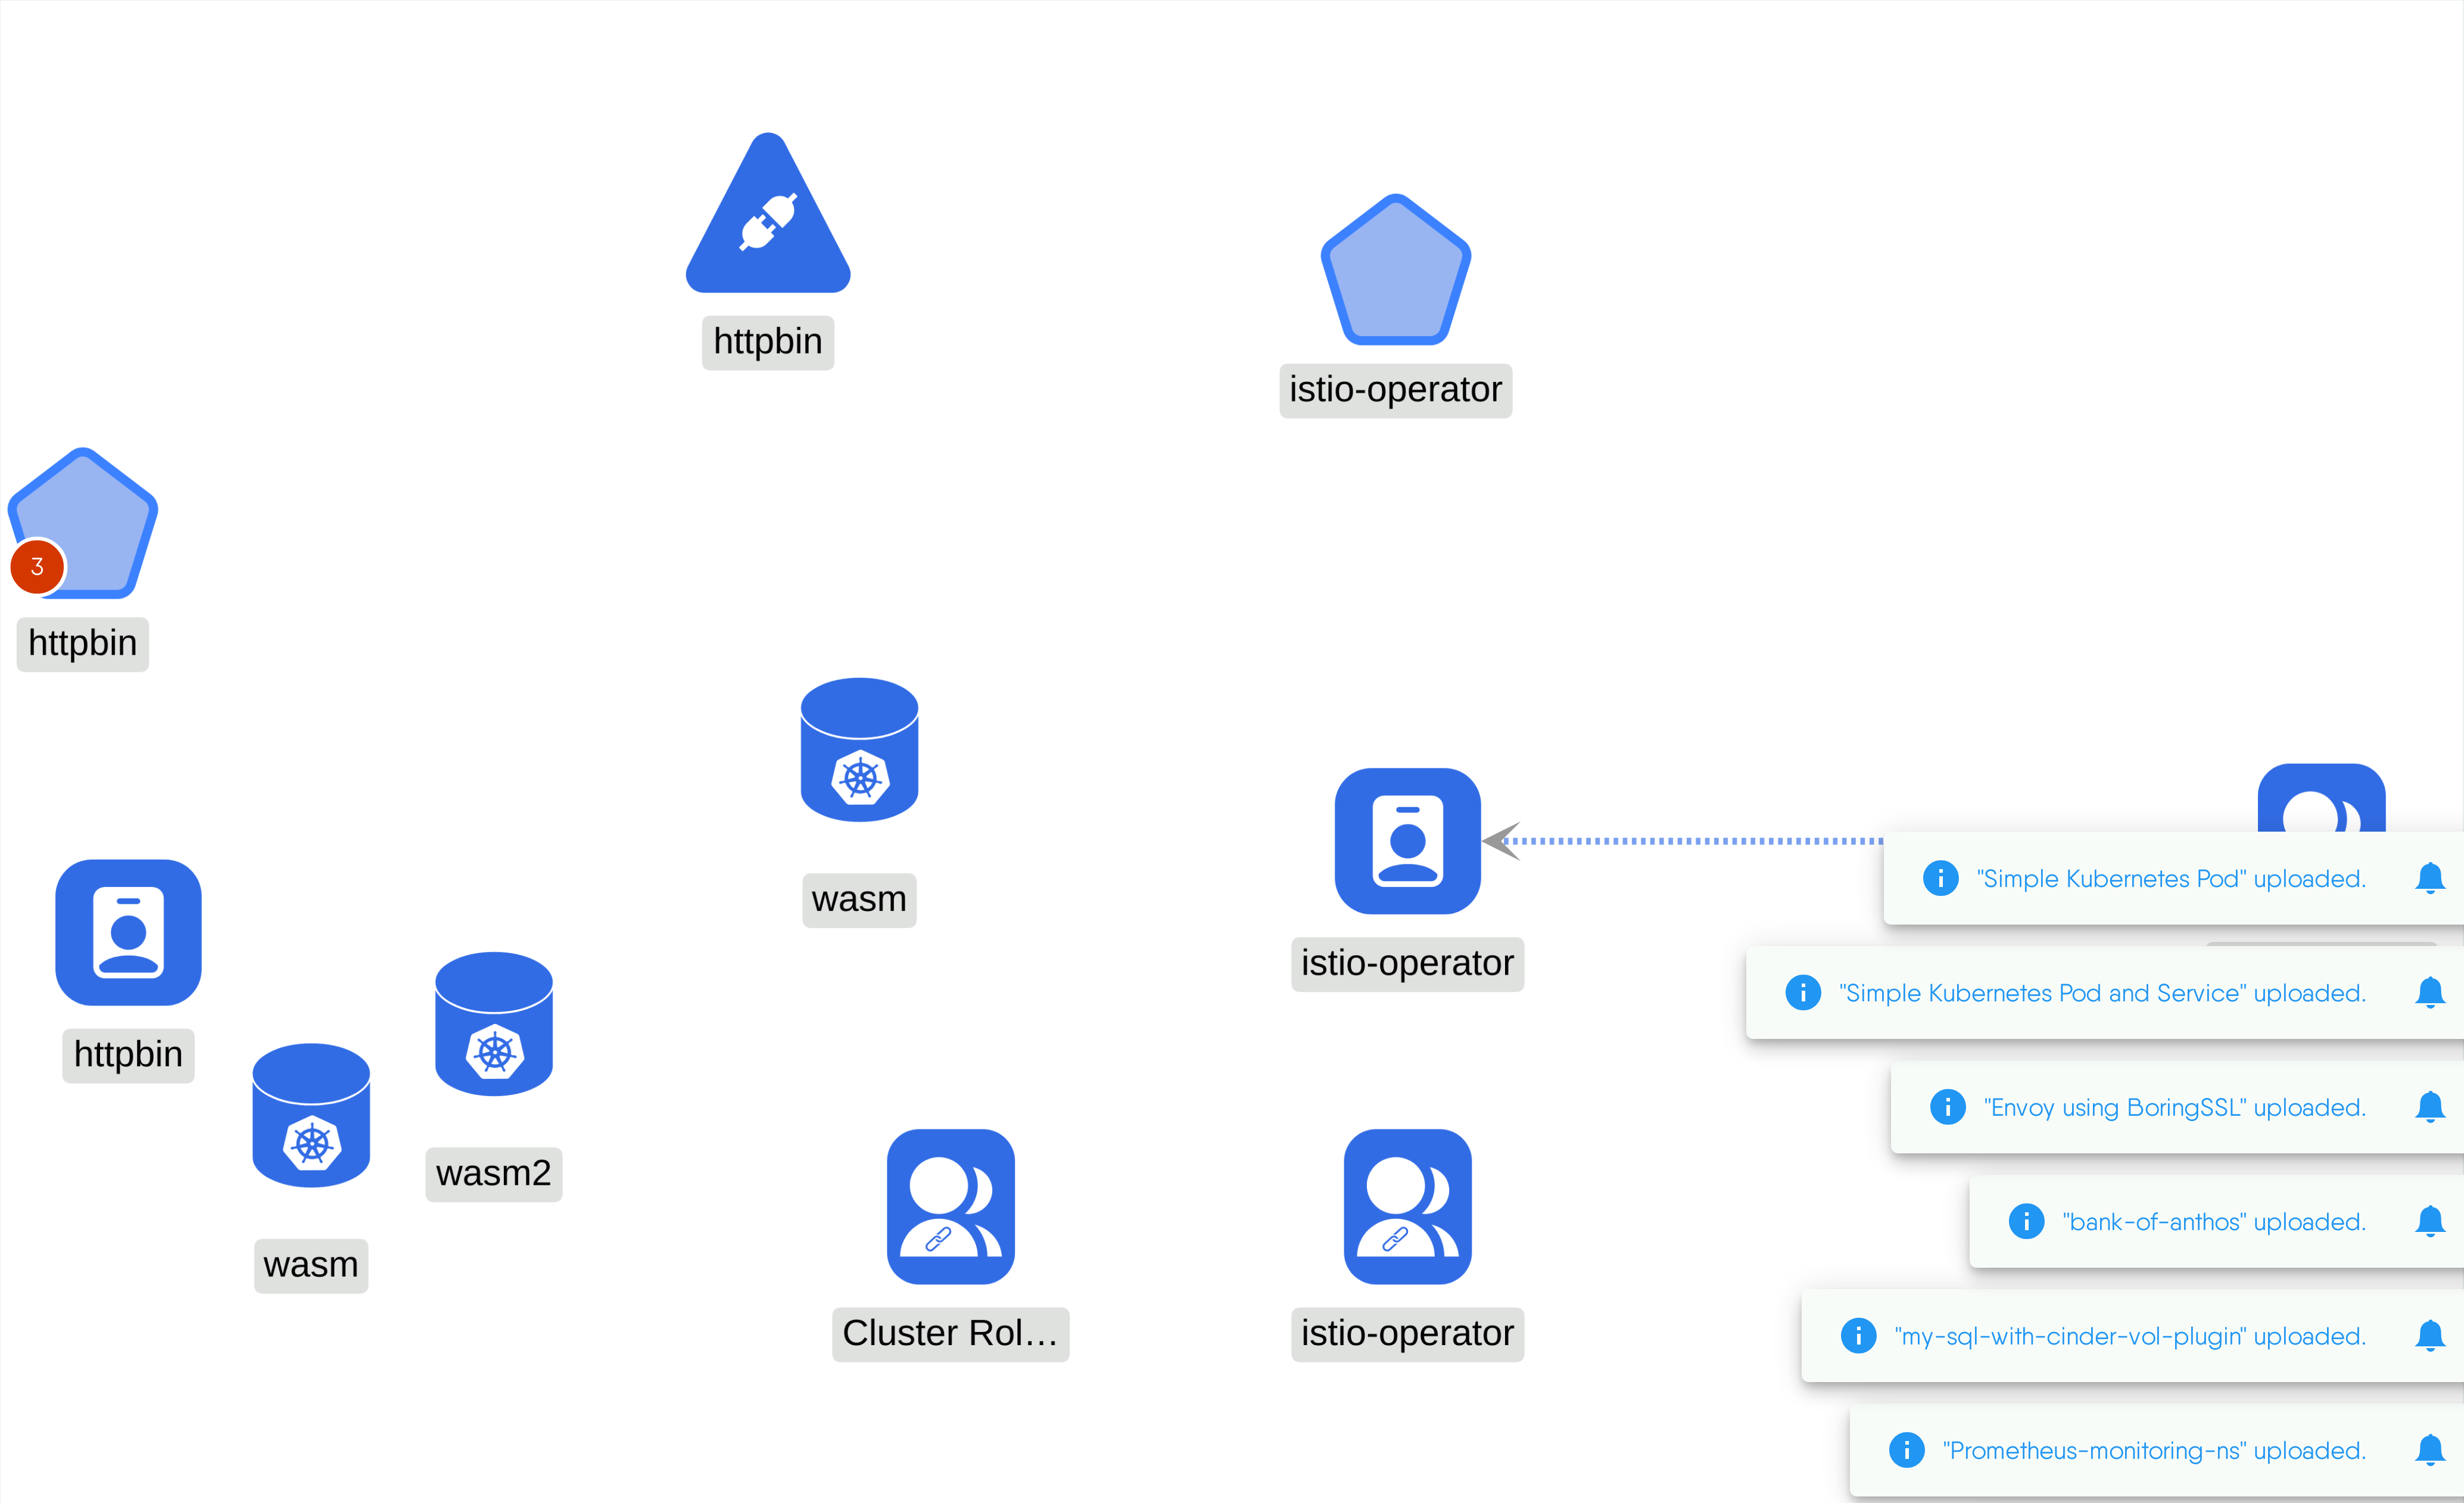 httpbin
istio-operator
3
httpbin
wasm
istio-operator
httpbin
wasm2
wasm
Cluster Rol...
istio-operator
"Simple Kubernetes Pod" uploaded.
"Simple Kubernetes Pod and Service" uploaded.
"Envoy using BoringSSL" uploaded.
"bank-of-anthos" uploaded.
"my-sql-with-cinder-vol-plugin" uploaded.
"Prometheus-monitoring-ns" uploaded.